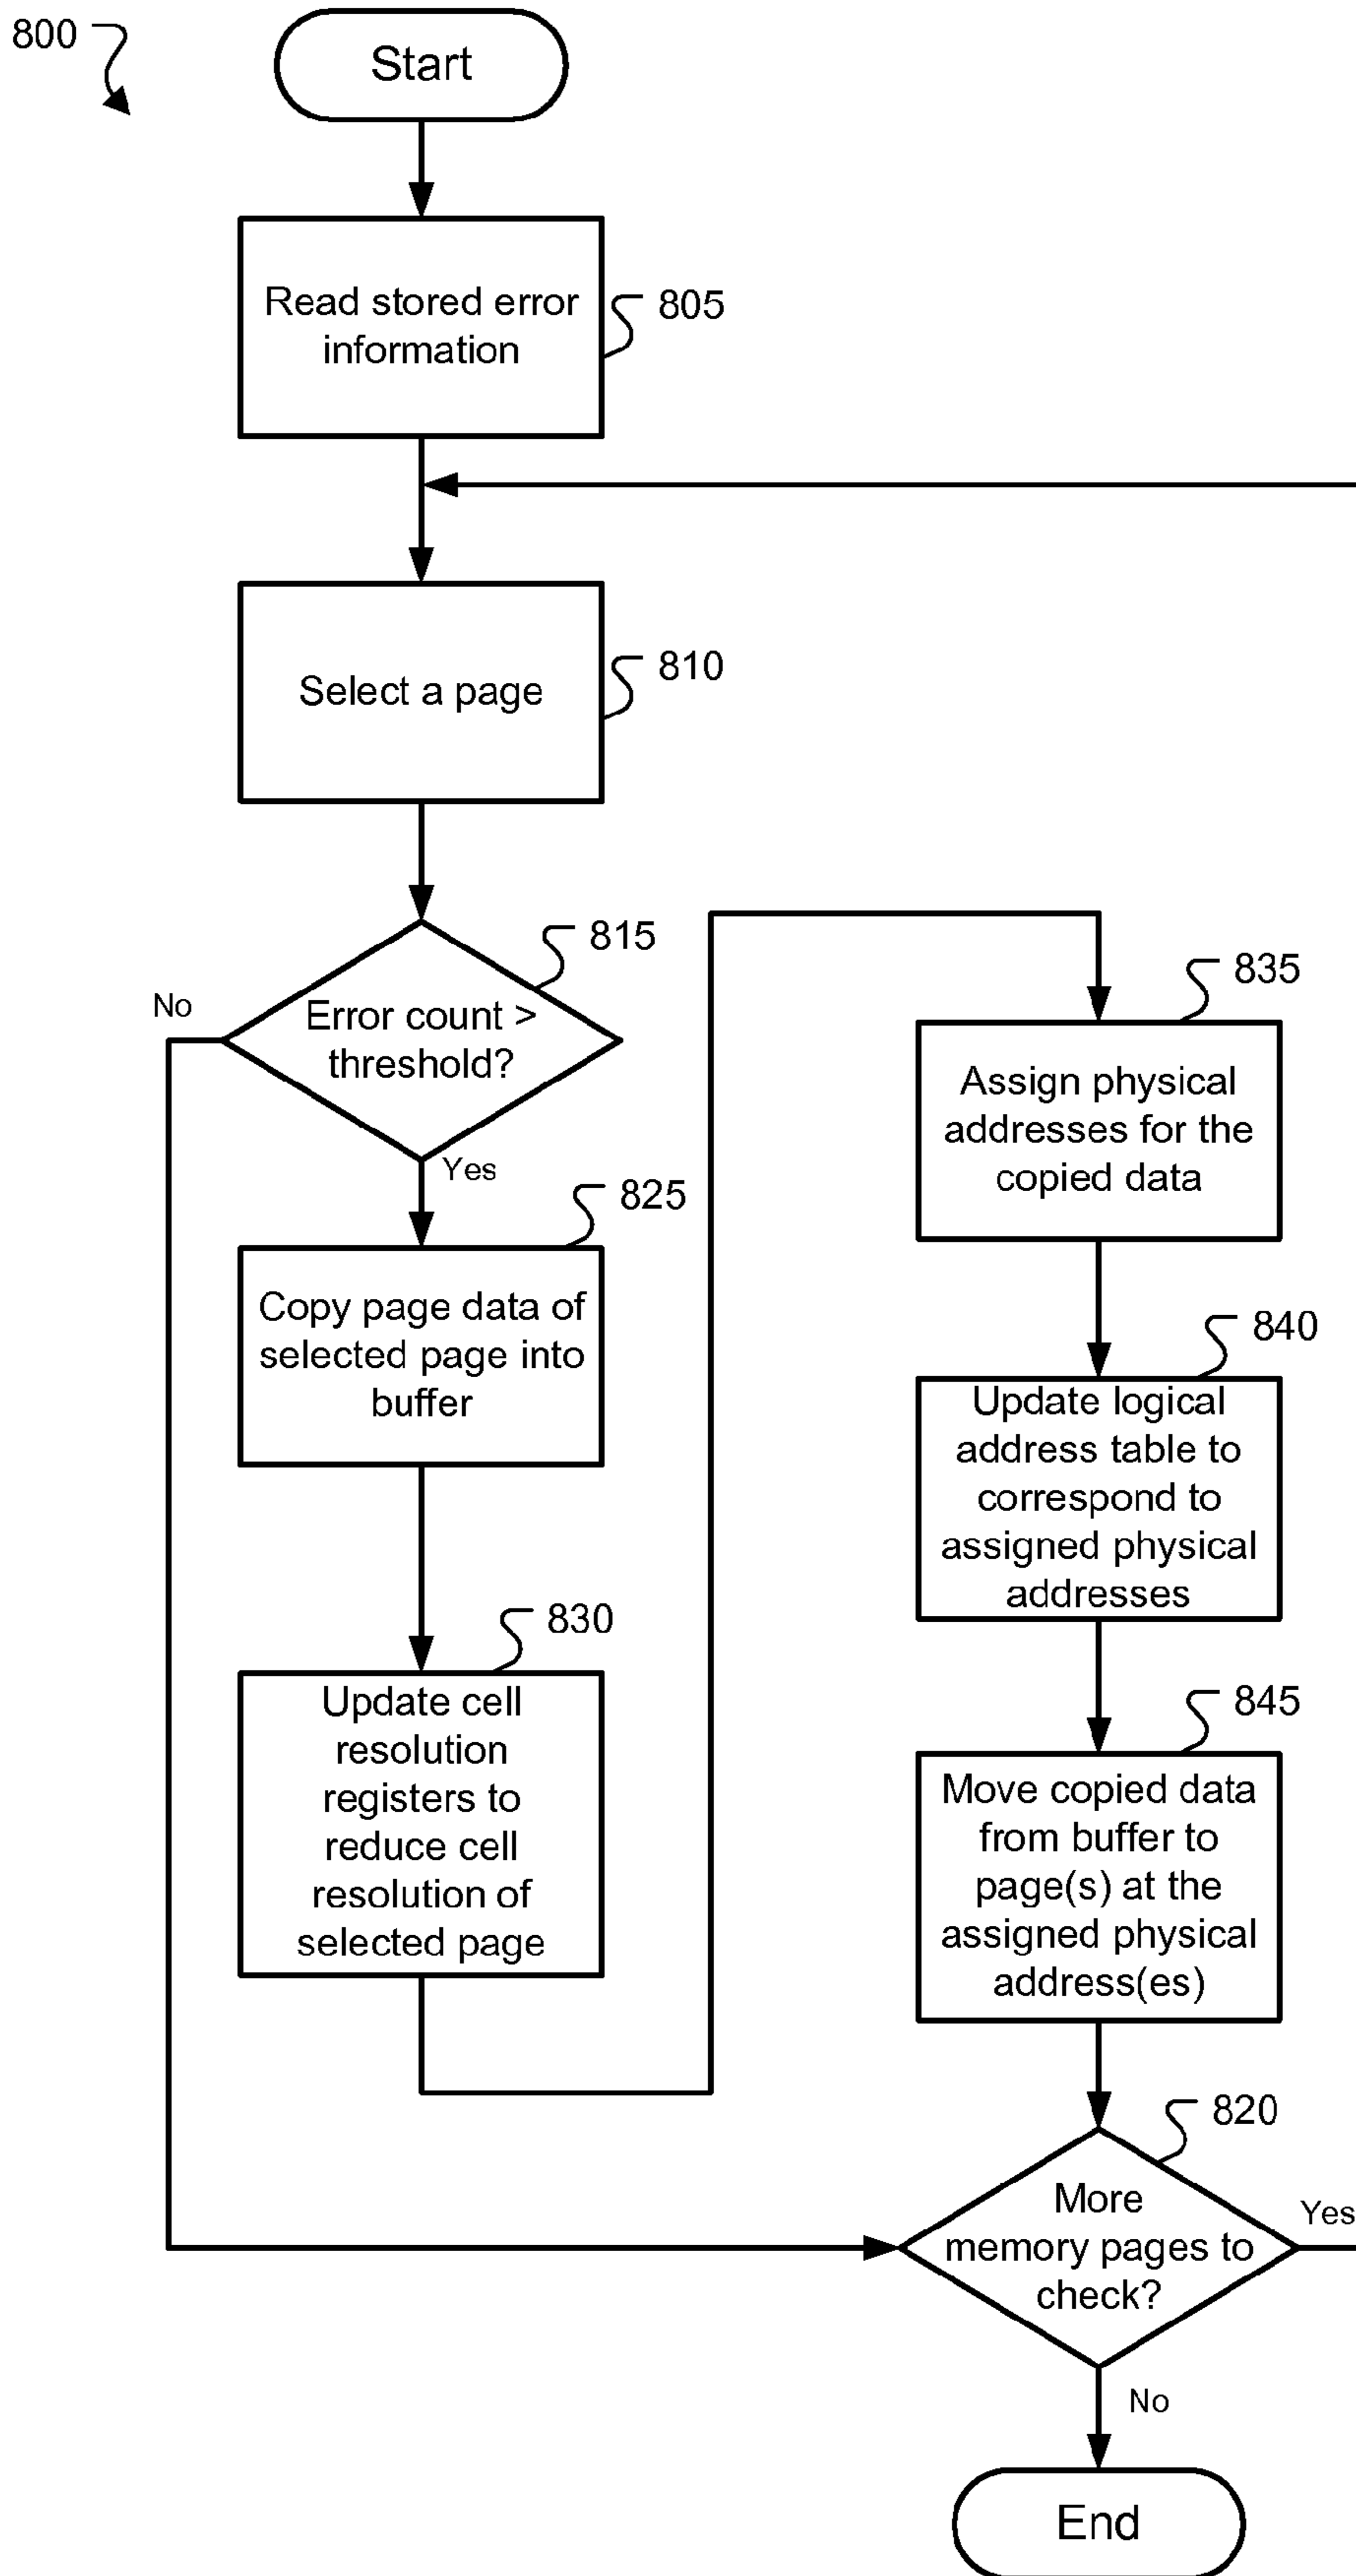 800
Start
Read stored error
information
805
Select a page
810
815
No
Error count >
threshold?
Yes
825
Copy page data of
selected page into
buffer
830
Update cell
resolution
registers to
reduce cell
resolution of
selected page
835
Assign physical
addresses for the
copied data
840
Update logical
address table to
correspond to
assigned physical
addresses
845
Move copied data
from buffer to
page(s) at the
assigned physical
address(es)
820
More
memory pages to
check?
Yes
No
End